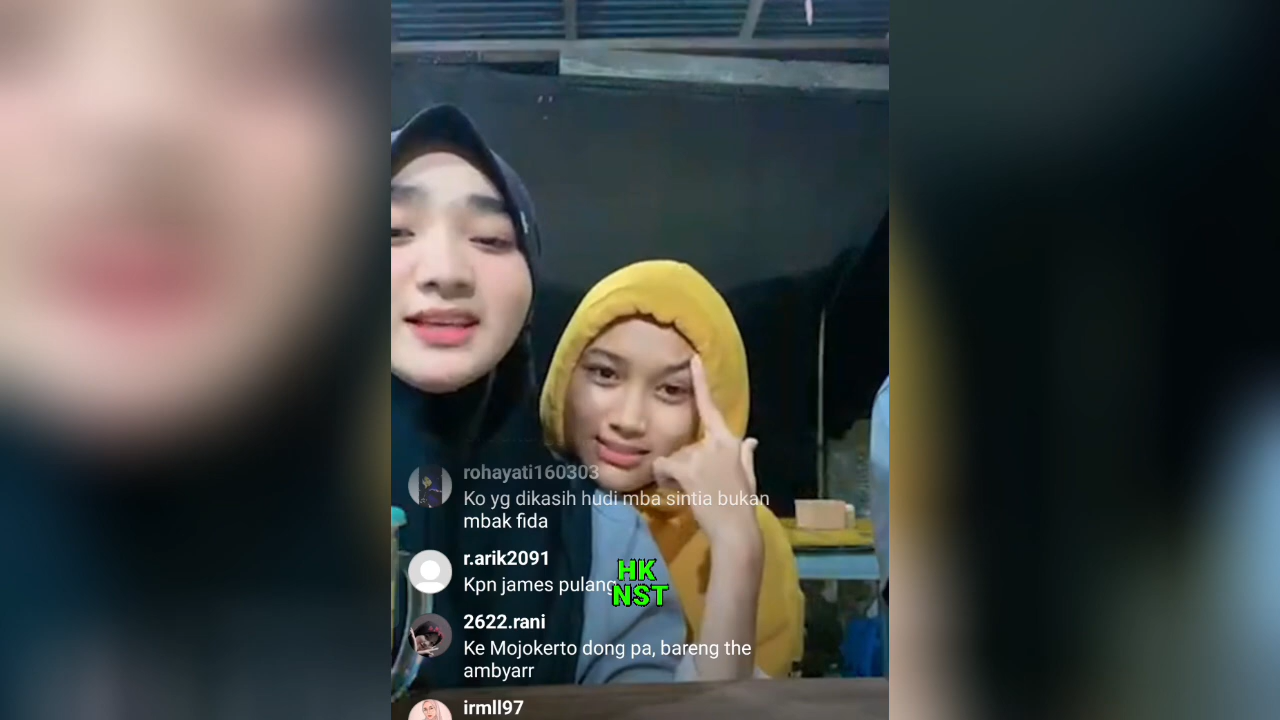 rohayati160303
Ko yg dikasih hudi mba sintia bukan
mbak fida
r.arik2091
Kpn james pulang
HK
NST
2622.rani
Ke Mojokerto dong pa, bareng the
ambyarr
irmll97